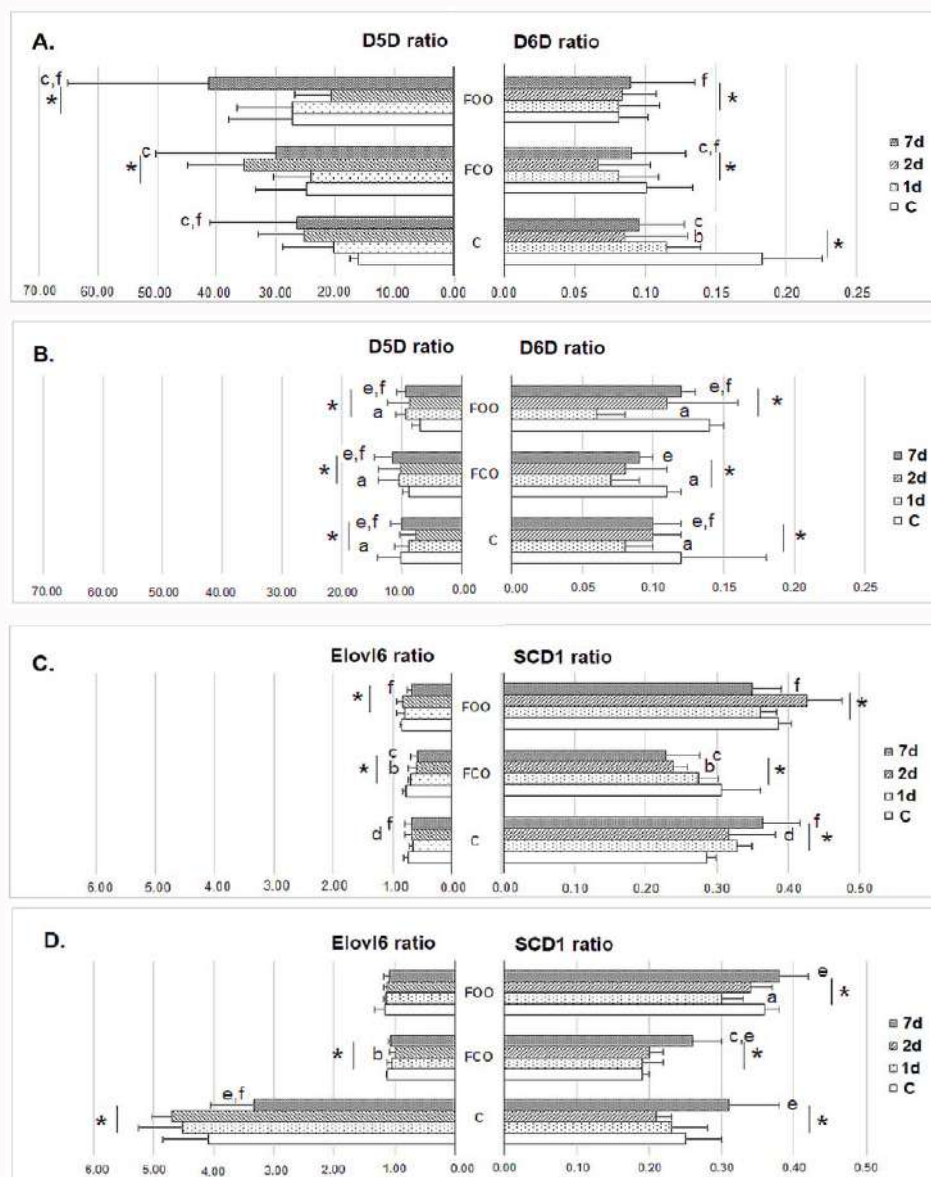 A. D5D ratio D6D ratio
c,f f
* FOO *
c c,f
* FCO * 7d
2d
c,f c 1d
C b * C
70.00 60.00 50.00 40.00 30.00 20.00 10.00 0.00 0.00 0.05 0.10 0.15 0.20 0.25
B. D5D ratio D6D ratio
e,f e,f
* FOO *
a a
e,f e 7d
* FCO * 2d
a a 1d
e,f e,f C
* C *
a a
70.00 60.00 50.00 40.00 30.00 20.00 10.00 0.00 0.00 0.05 0.10 0.15 0.20 0.25
C. Elovl6 ratio SCD1 ratio
f f
* FOO *
c c 7d
* b FCO b * 2d
f f 1d
d C d * C
6.00 5.00 4.00 3.00 2.00 1.00 0.00 0.00 0.10 0.20 0.30 0.40 0.50
D. Elovl6 ratio SCD1 ratio
e
FOO a *
c,e 7d
* b FCO * 2d
e,f e 1d
* C * C
6.00 5.00 4.00 3.00 2.00 1.00 0.00 0.00 0.10 0.20 0.30 0.40 0.50